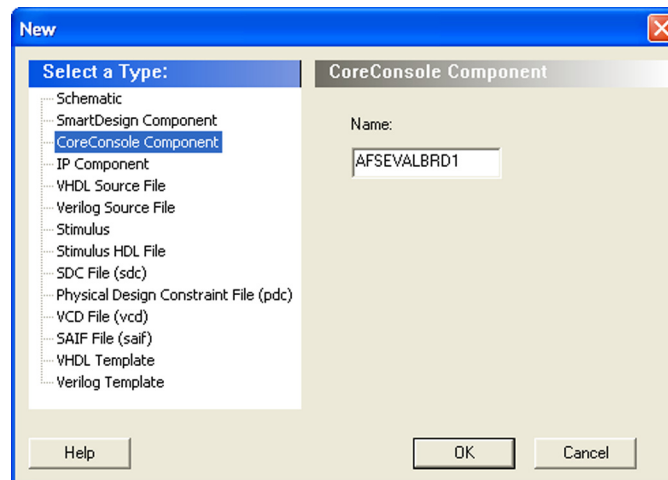 New
Select a Type:
Schematic
SmartDesign Component
CoreConsole Component
IP Component
VHDL Source File
Verilog Source File
Stimulus
Stimulus HDL File
SDC File (sdc)
Physical Design Constraint File (pdc)
VCD File (vcd)
SAIF File (saif)
VHDL Template
Verilog Template
CoreConsole Component
Name:
AFSEVALBRD1
Help
OK
Cancel